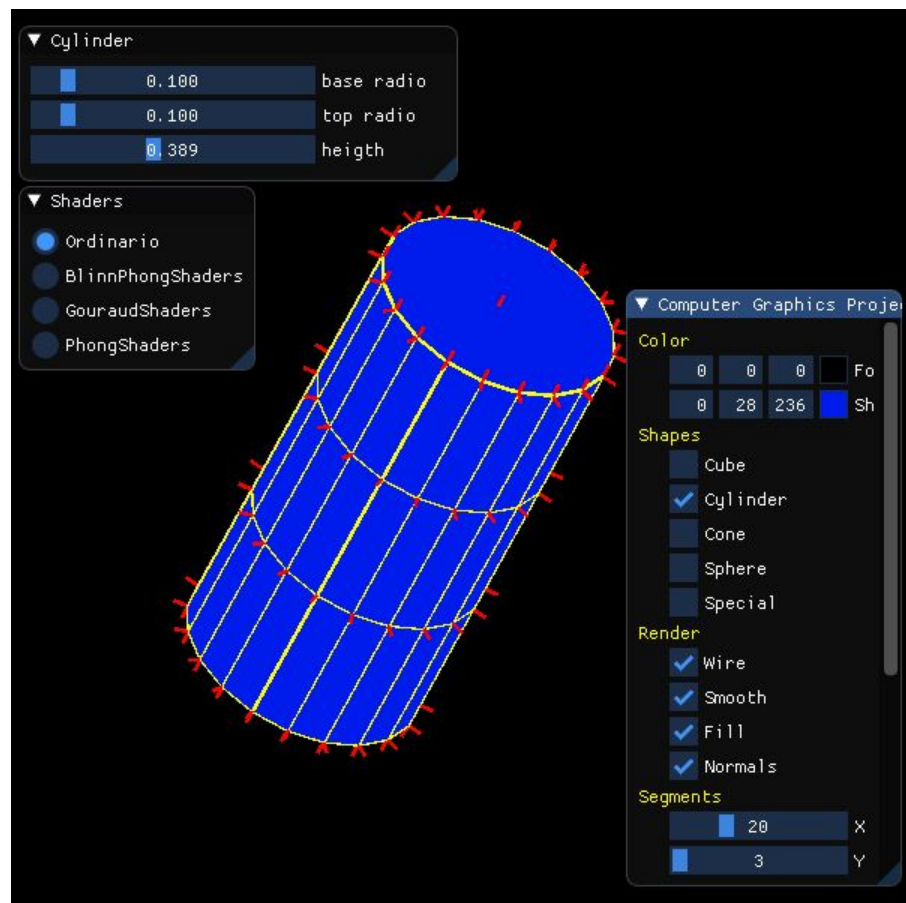 Cylinder
0.100 base radio
0.100 top radio
0.389 heigth
Shaders
Ordinario
BlinnPhongShaders
GouraudShaders
PhongShaders
Computer Graphics Proje
Color
0 0 0 Fo
0 28 236 Sh
Shapes
Cube
Cylinder
Cone
Sphere
Special
Render
Wire
Smooth
Fill
Normals
Segments
20 X
3 Y